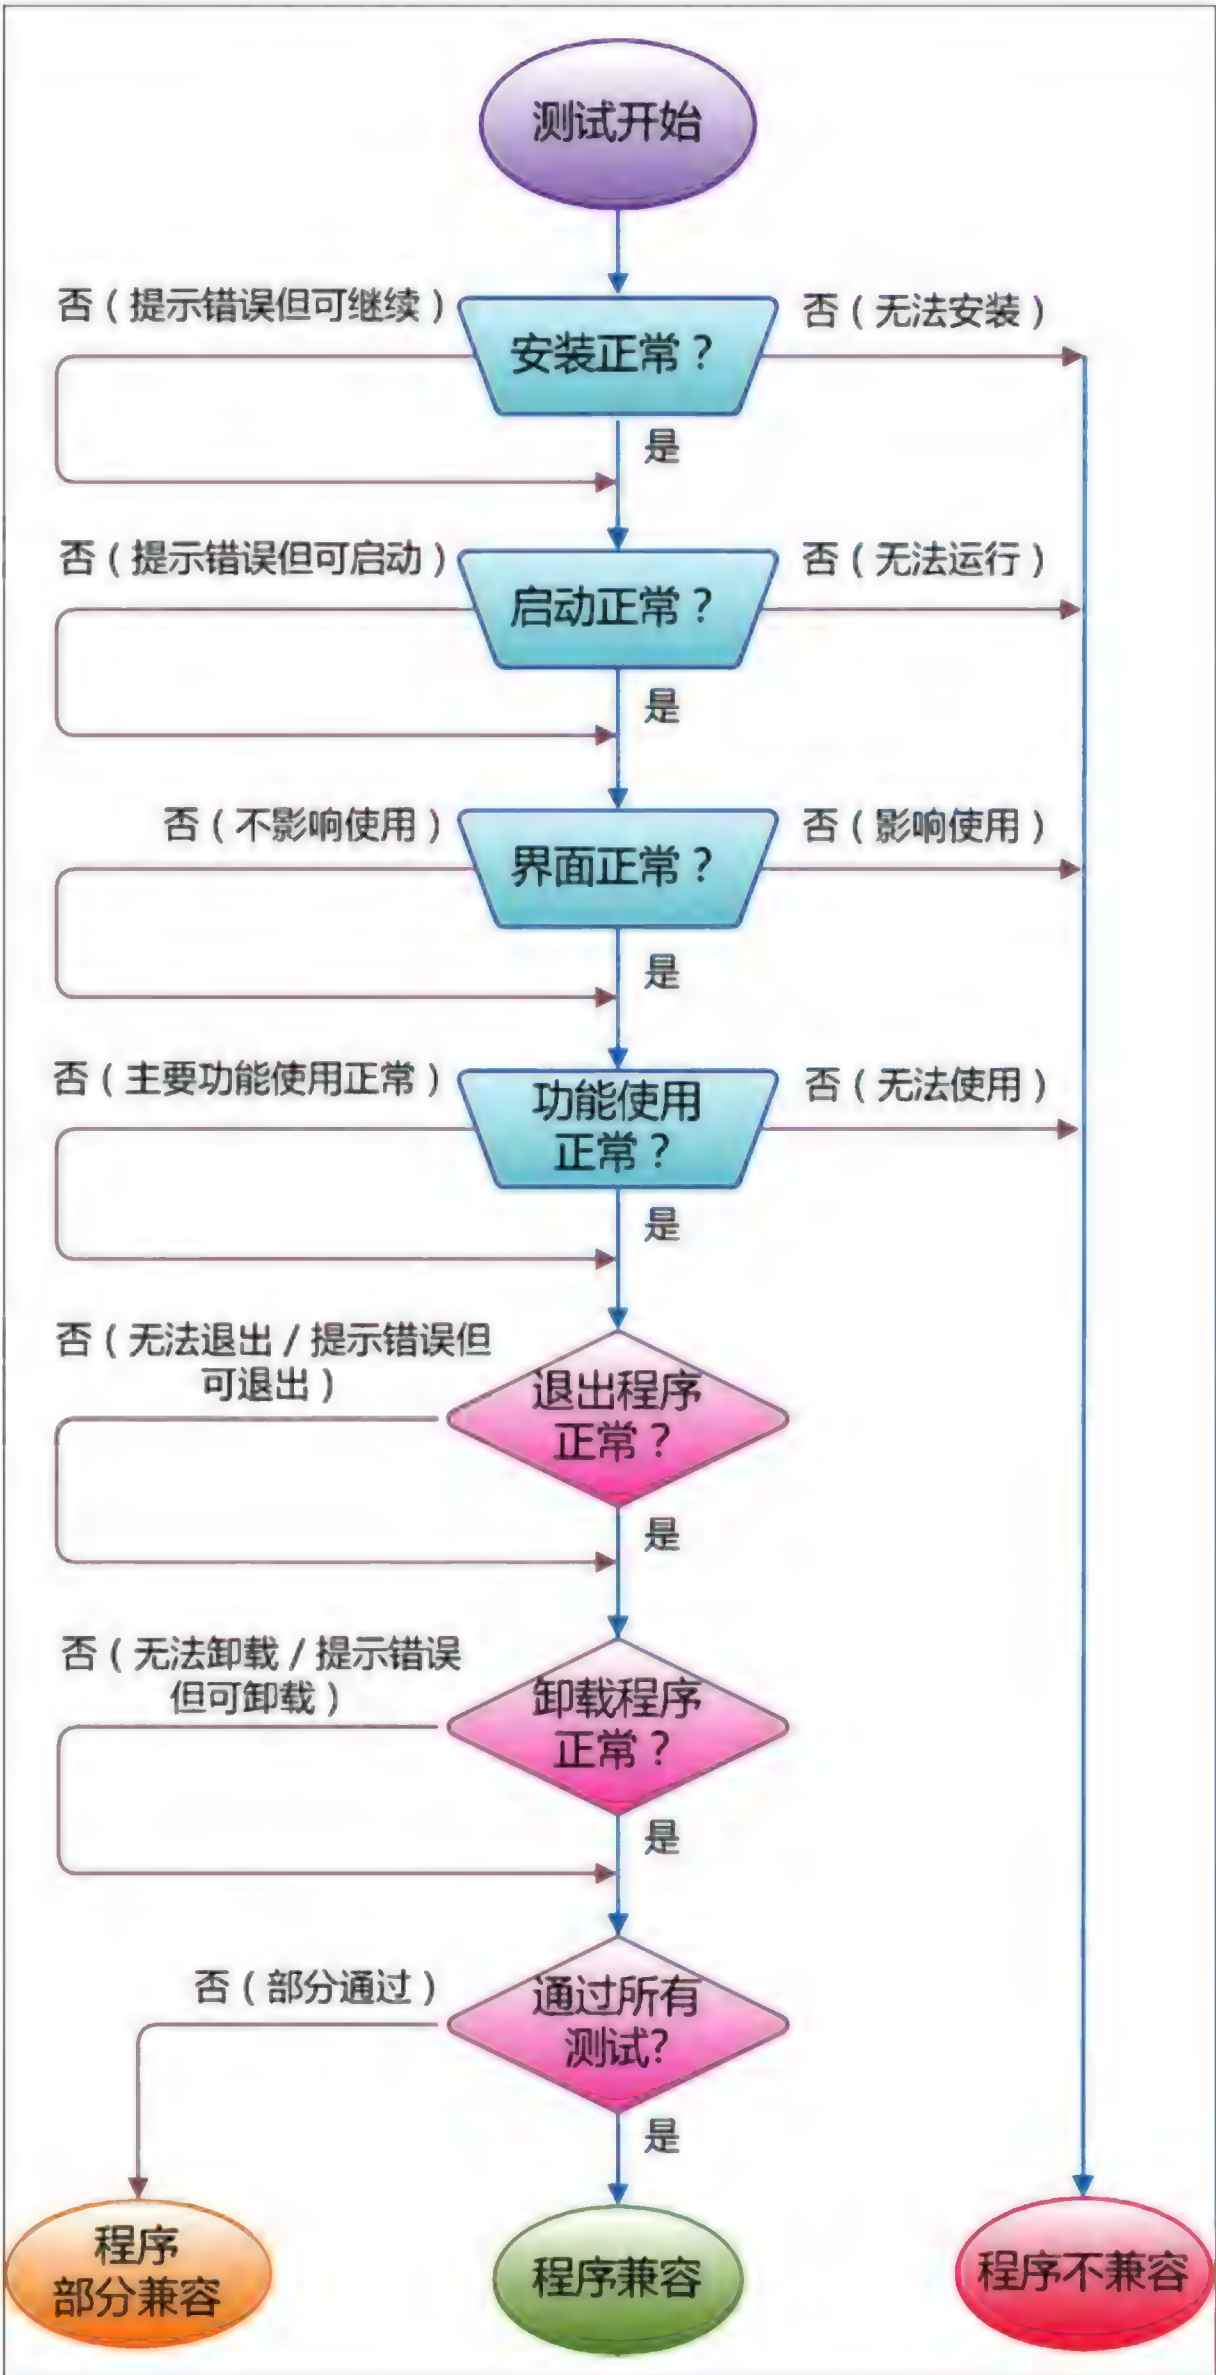 测试开始
否（提示错误但可继续）
安装正常？
否（无法安装）
是
否（提示错误但可启动）
启动正常？
否（无法运行）
是
否（不影响使用）
界面正常？
否（影响使用）
是
否（主要功能使用正常）
功能使用
正常？
否（无法使用）
是
否（无法退出/提示错误但
可退出）
退出程序
正常？
是
否（无法卸载/提示错误
但可卸载）
卸载程序
正常？
是
否（部分通过）
通过所有
测试?
是
程序
部分兼容
程序兼容
程序不兼容